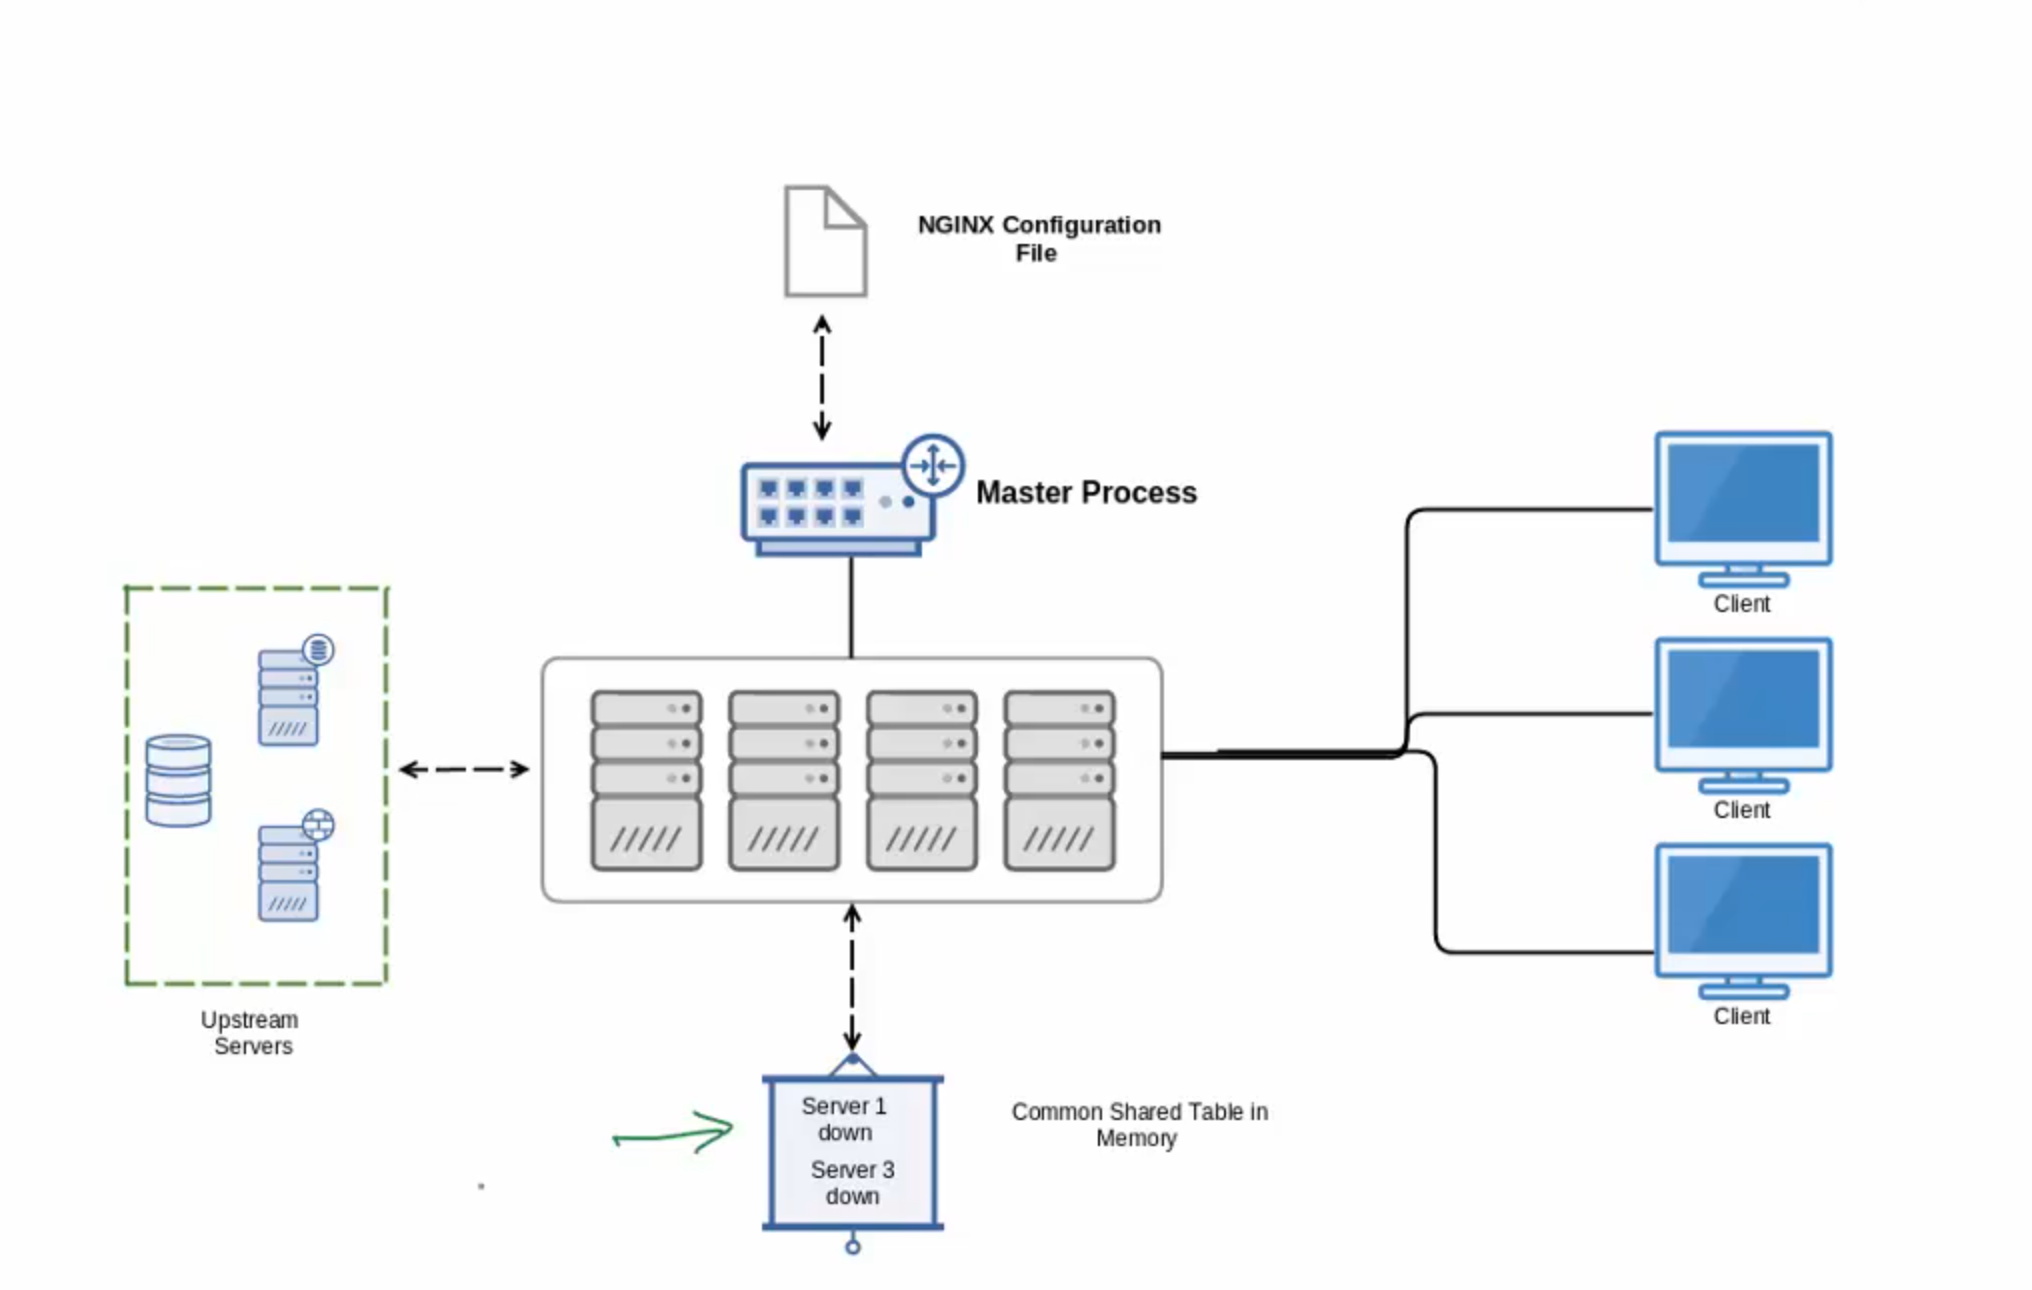 NGINX Configuration
File
Master Process
Client
Client
Client
Upstream
Servers
Server 1
down
Server 3
down
Common Shared Table in
Memory